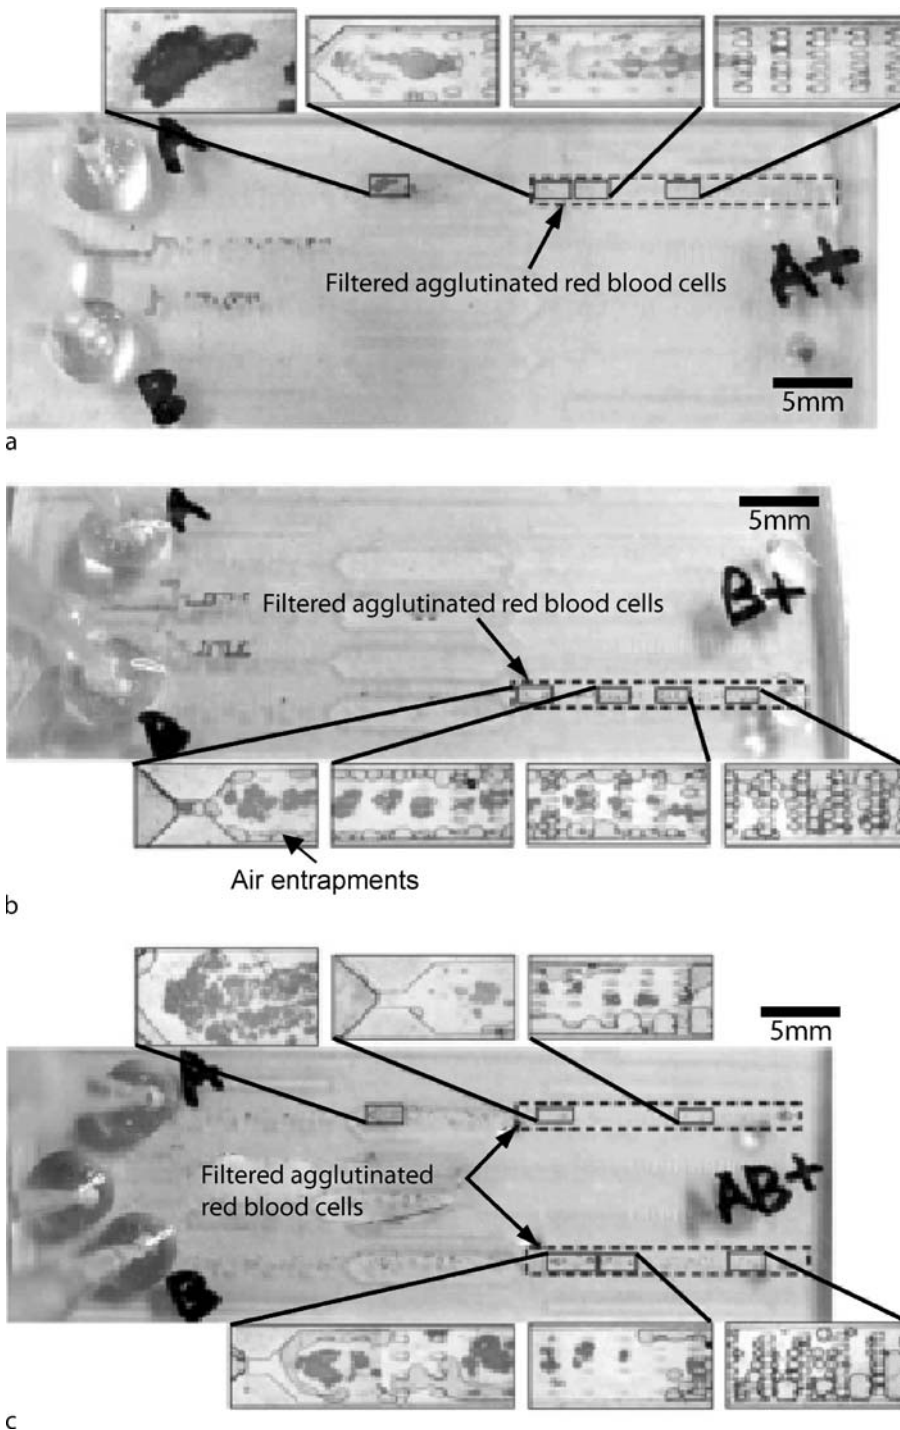 A
Filtered agglutinated red blood cells
A+
B
5mm
a
A
5mm
Filtered agglutinated red blood cells
B+
B
Air entrapments
b
5mm
A
Filtered agglutinated
red blood cells
AB+
B
c